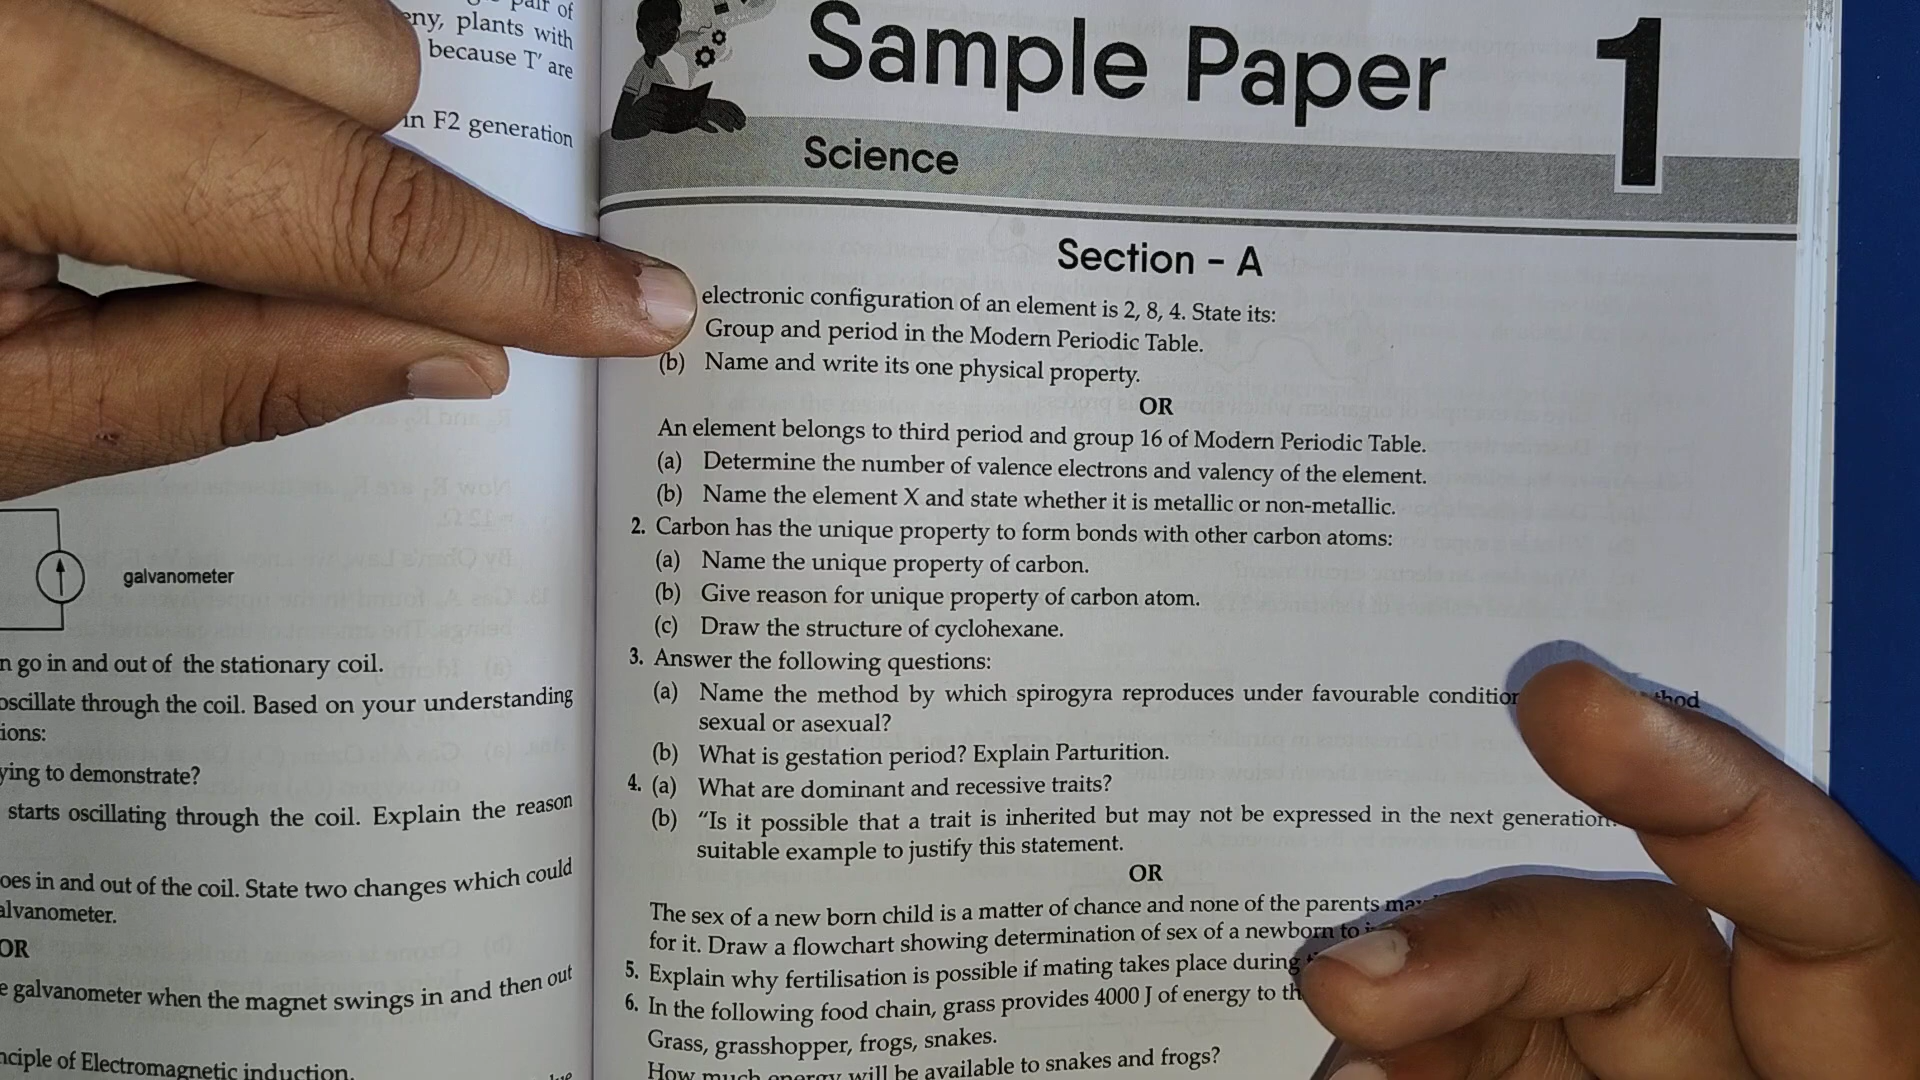 pair of
eny, plants with
because T' are
in F2 generation
galvanometer
n go in and out of the stationary coil.
oscillate through the coil. Based on your understanding
ions:
ying to demonstrate?
starts oscillating through the coil. Explain the reason
oes in and out of the coil. State two changes which could
alvanometer.
OR
e galvanometer when the magnet swings in and then out
nciple of Electromagnetic induction.
Sample Paper 1
Science
Section - A
electronic configuration of an element is 2, 8, 4. State its:
Group and period in the Modern Periodic Table.
(b) Name and write its one physical property.
OR
An element belongs to third period and group 16 of Modern Periodic Table.
(a) Determine the number of valence electrons and valency of the element.
(b) Name the element X and state whether it is metallic or non-metallic.
2. Carbon has the unique property to form bonds with other carbon atoms:
(a) Name the unique property of carbon.
(b) Give reason for unique property of carbon atom.
(c) Draw the structure of cyclohexane.
3. Answer the following questions:
(a) Name the method by which spirogyra reproduces under favourable condition thod
sexual or asexual?
(b) What is gestation period? Explain Parturition.
4. (a) What are dominant and recessive traits?
(b) “Is it possible that a trait is inherited but may not be expressed in the next generation.
suitable example to justify this statement.
OR
The sex of a new born child is a matter of chance and none of the parents may
for it. Draw a flowchart showing determination of sex of a newborn to
5. Explain why fertilisation is possible if mating takes place during
6. In the following food chain, grass provides 4000 J of energy to th
Grass, grasshopper, frogs, snakes.
How much energy will be available to snakes and frogs?